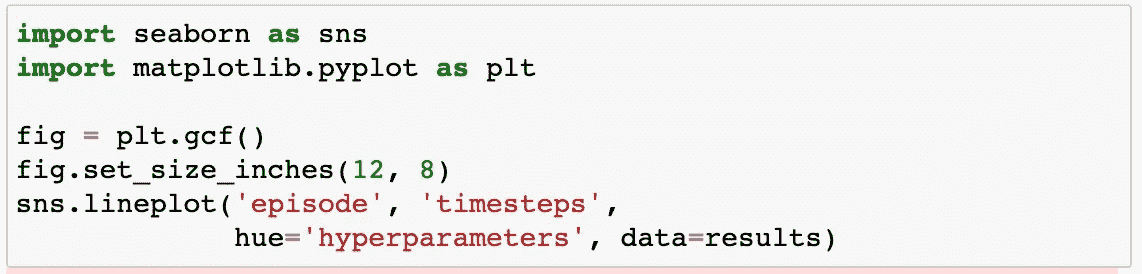 import seaborn as sns
import matplotlib.pyplot as plt
fig = plt.gcf()
fig.set_size_inches(12, 8)
sns.lineplot('episode', 'timesteps',
hue='hyperparameters', data=results)